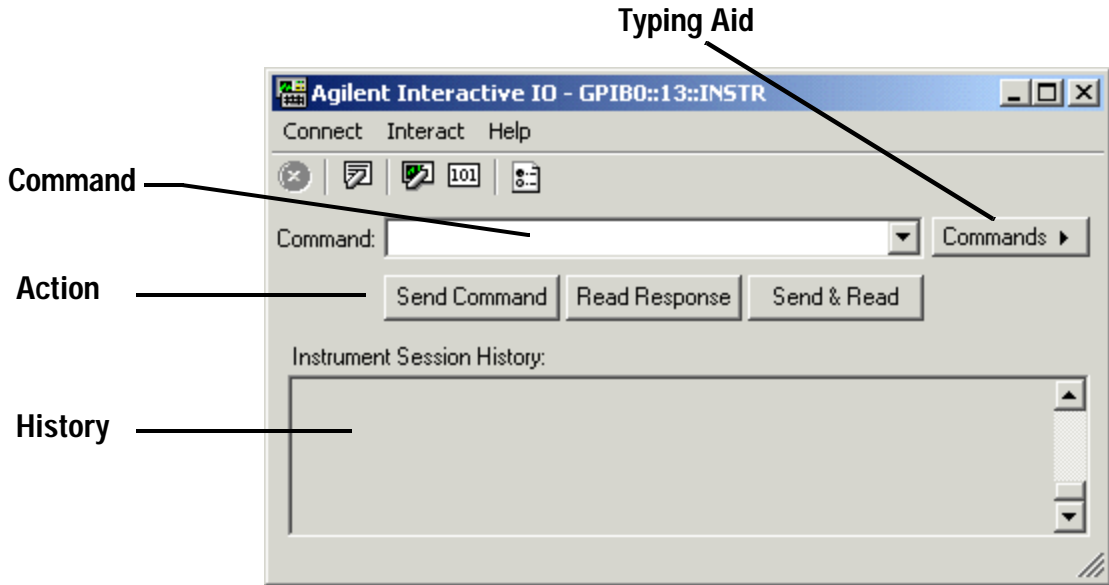 Typing Aid
Agilent Interactive IO - GPIB0::13::INSTR
Connect Interact Help
101
Command
Command: Commands
Action
Send Command Read Response Send & Read
Instrument Session History:
History